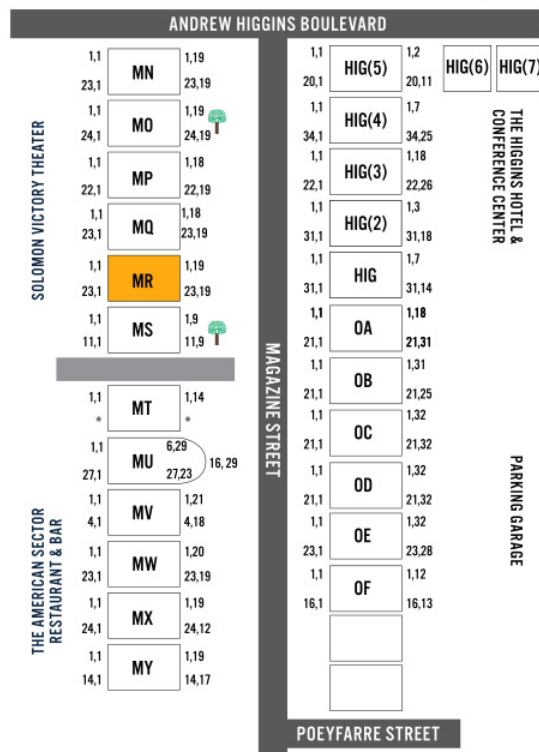 ANDREW HIGGINS BOULEVARD
SOLOMON VICTORY THEATER
1,1 MN 1,19
23,1 23,19
1,1 MO 1,19
24,1 24,19
1,1 MP 1,18
22,1 22,19
1,1 MQ 1,18
23,1 23,19
1,1 MR 1,19
23,1 23,19
1,1 MS 1,9
11,1 11,9
THE AMERICAN SECTOR
RESTAURANT & BAR
1,1 MT 1,14
* *
1,1 MU 6,29
16,29
27,1 27,23
1,1 MV 1,21
4,1 4,18
1,1 MW 1,20
23,1 23,19
1,1 MX 1,19
24,1 24,12
1,1 MY 1,19
14,1 14,17
MAGAZINE STREET
1,1 HIG(5) 1,2 HIG(6) HIG(7)
20,1 20,11
1,1 HIG(4) 1,7
34,1 34,25
1,1 HIG(3) 1,18
22,1 22,26
1,1 HIG(2) 1,3
31,1 31,18
1,1 HIG 1,7
31,1 31,14
1,1 OA 1,18
21,1 21,31
1,1 OB 1,31
21,1 21,25
1,1 OC 1,32
21,1 21,32
1,1 OD 1,32
21,1 21,32
1,1 OE 1,32
23,1 23,28
1,1 OF 1,12
16,1 16,13
THE HIGGINS HOTEL &
CONFERENCE CENTER
PARKING GARAGE
POEYFARRE STREET